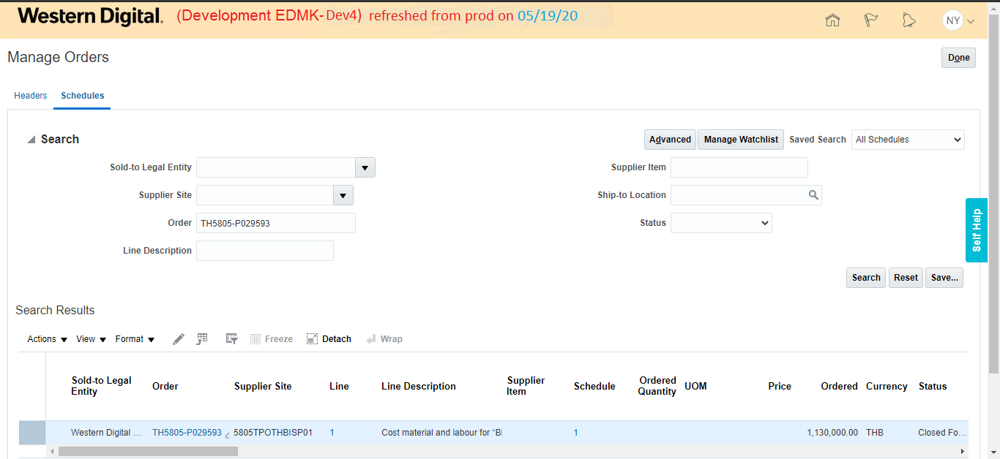 Western Digital. (Development EDMK-Dev4) refreshed from prod on 05/19/20
NY
Manage Orders
Done
Headers Schedules
Search
Advanced Manage Watchlist Saved Search All Schedules
Sold-to Legal Entity
Supplier Item
Supplier Site
Ship-to Location
Order TH5805-P029593
Status
Line Description
Self Help
Search Reset Save...
Search Results
Actions View Format Freeze Detach Wrap
Sold-to Legal Entity Order Supplier Site Line Line Description Supplier Item Schedule Ordered Quantity UOM Price Ordered Currency Status
Western Digital ... TH5805-P029593 5805TPOTHBISP01 1 Cost material and labour for “Bl 1 1,130,000.00 THB Closed Fo...